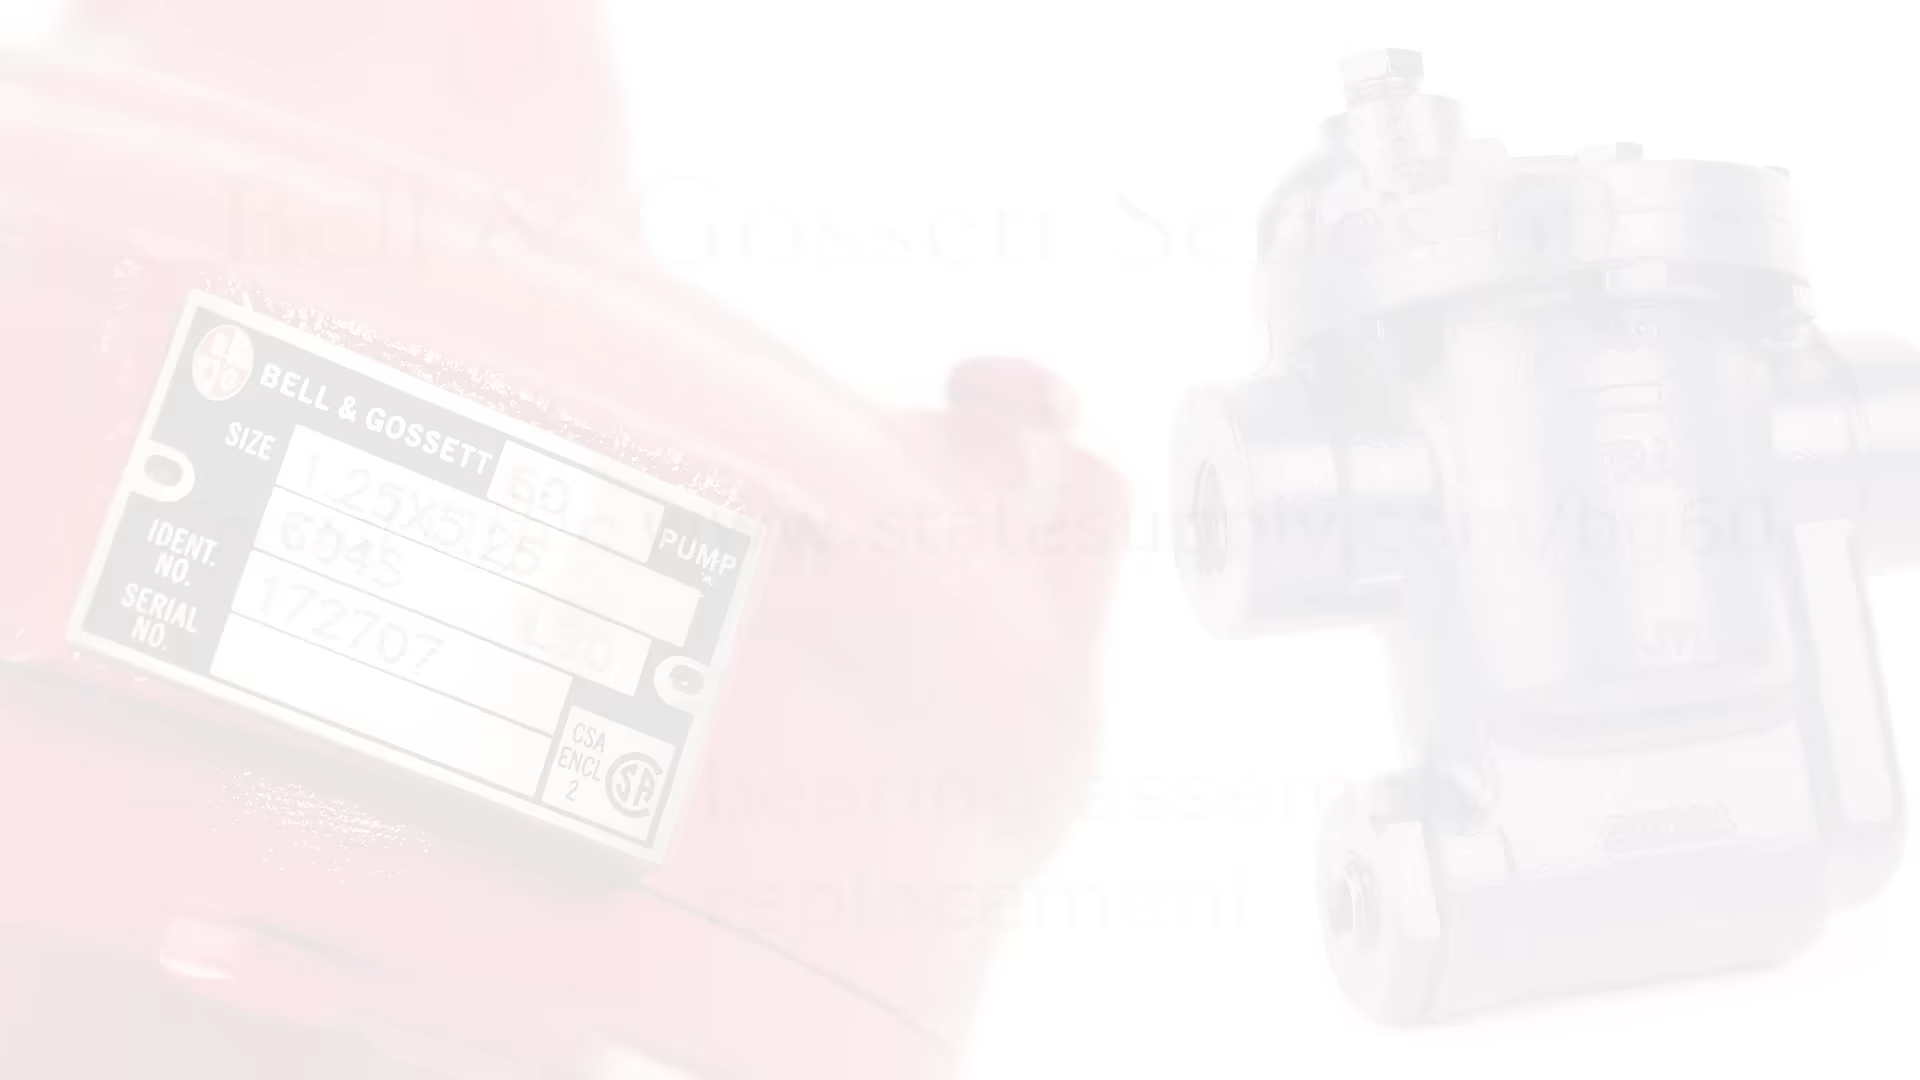 Bell & Gossett Series 60
BELL & GOSSETT
60
PUMP
SIZE
1.25X5.25
IDENT. NO.
604S
SERIAL NO.
172707
CSA
ENCL
2
SA
www.statesupply.com/bg60
bearing assembly
replacement